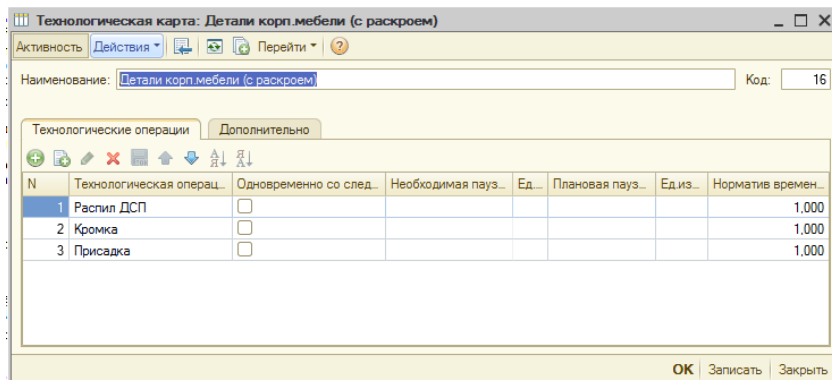 Технологическая карта: Детали корп.мебели (с раскроем)
Активность Действия Перейти
Наименование: Детали корп.мебели (с раскроем) Код: 16
Технологические операции Дополнительно
N Технологическая операц... Одновременно со след... Необходимая пауз... Ед.... Плановая пауз... Ед.из... Норматив времен...
1 Распил ДСП 1,000
2 Кромка 1,000
3 Присадка 1,000
OK Записать Закрыть